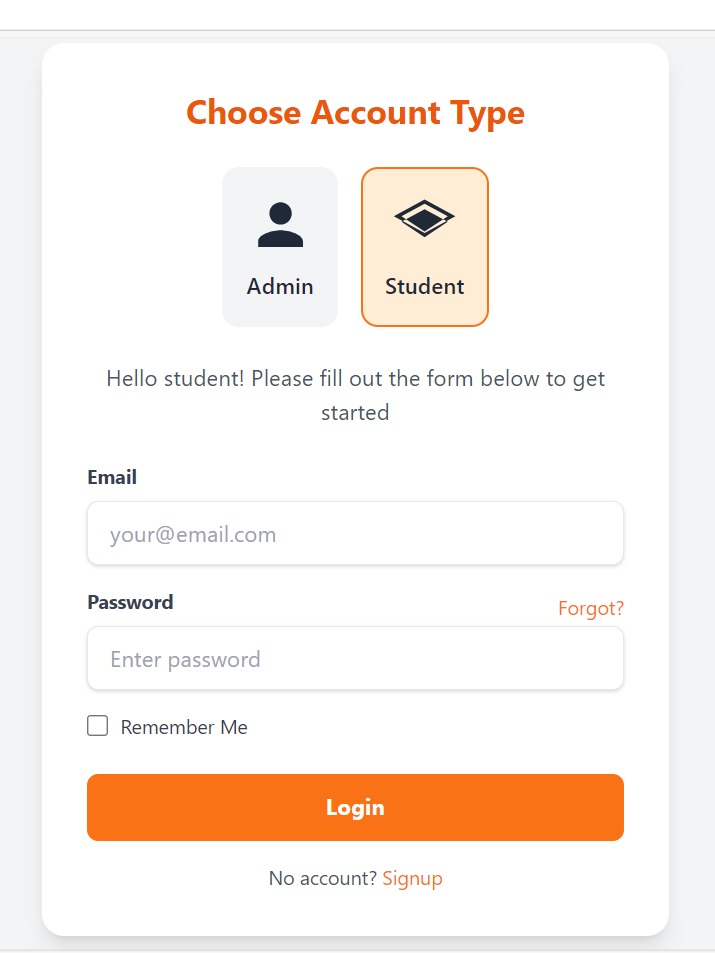 Choose Account Type
Admin
Student
Hello student! Please fill out the form below to get
started
Email
your@email.com
Password
Forgot?
Enter password
Remember Me
Login
No account? Signup